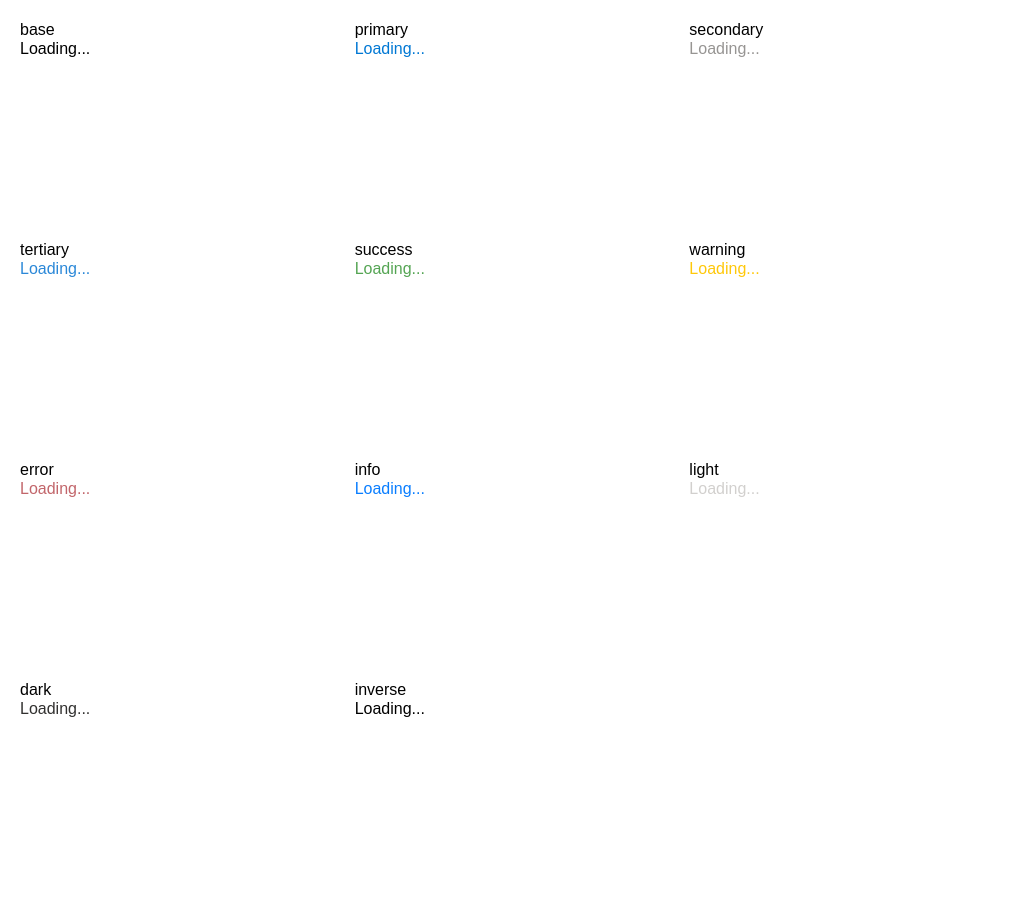 base
Loading...
primary
Loading...
secondary
Loading...
tertiary
Loading...
success
Loading...
warning
Loading...
error
Loading...
info
Loading...
light
Loading...
dark
Loading...
inverse
Loading...